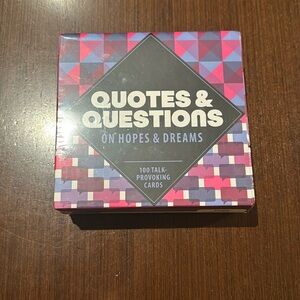 QUOTES &
QUESTIONS
ON HOPES & DREAMS
100 TALK-
PROVOKING
CARDS